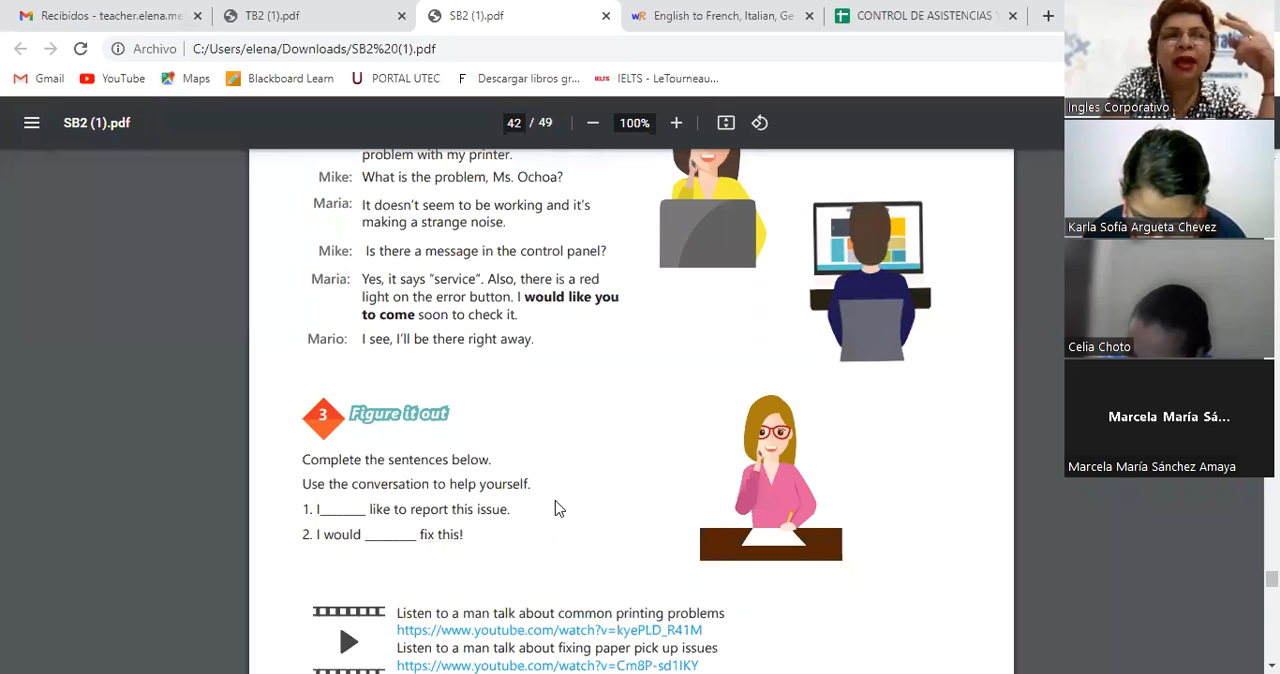 Recibidos - teacher.elena.me
TB2 (1).pdf
SB2 (1).pdf
English to French, Italian, Ge
CONTROL DE ASISTENCIAS Y
Archivo
C:/Users/elena/Downloads/SB2%20(1).pdf
Gmail
YouTube
Maps
Blackboard Learn
PORTAL UTEC
Descargar libros gr...
IELTS - LeTourneau...
SB2 (1).pdf
42 / 49
100%
problem with my printer.
Mike: What is the problem, Ms. Ochoa?
Maria: It doesn't seem to be working and it's
making a strange noise.
Mike: Is there a message in the control panel?
Maria: Yes, it says “service”. Also, there is a red
light on the error button. I would like you
to come soon to check it.
Mario: I see, I'll be there right away.
3 Figure it out
Complete the sentences below.
Use the conversation to help yourself.
1. I______ like to report this issue.
2. I would _______ fix this!
Listen to a man talk about common printing problems
https://www.youtube.com/watch?v=kyePLD_R41M
Listen to a man talk about fixing paper pick up issues
https://www.youtube.com/watch?v=Cm8P-sd1IKY
Ingles Corporativo
Karla Sofía Argueta Chevez
Celia Choto
Marcela María Sá...
Marcela María Sánchez Amaya